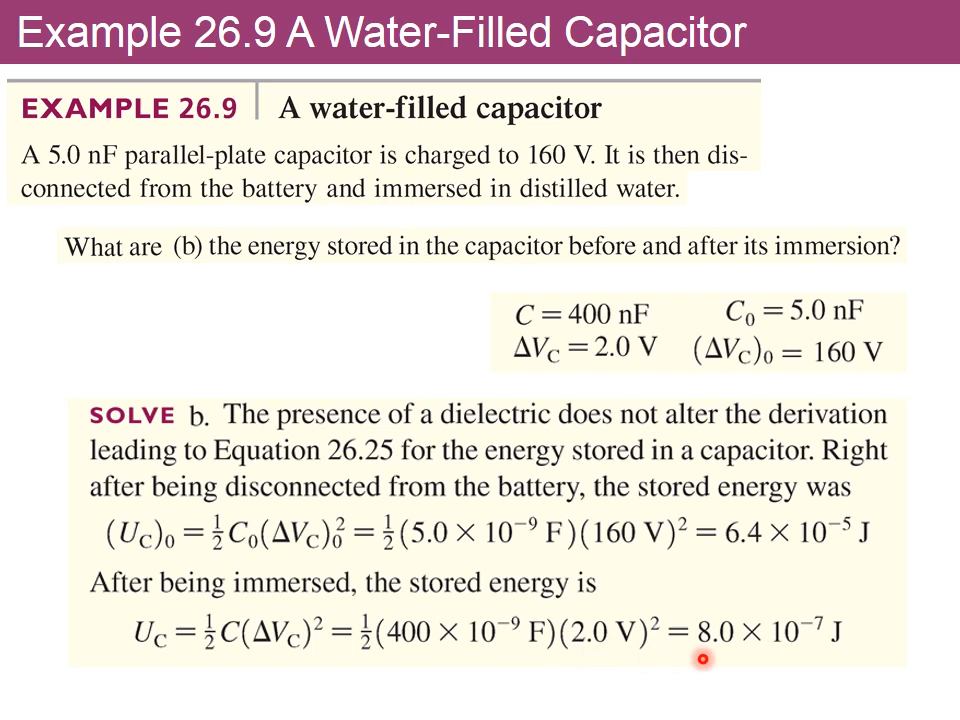 Example 26.9 A Water-Filled Capacitor
EXAMPLE 26.9 A water-filled capacitor
A 5.0 nF parallel-plate capacitor is charged to 160 V. It is then dis-
connected from the battery and immersed in distilled water.
What are (b) the energy stored in the capacitor before and after its immersion?
C = 400 nF C₀ = 5.0 nF
ΔV_C = 2.0 V (ΔV_C)₀ = 160 V
SOLVE b. The presence of a dielectric does not alter the derivation
leading to Equation 26.25 for the energy stored in a capacitor. Right
after being disconnected from the battery, the stored energy was
(U_C)₀ = ½C₀(ΔV_C)₀² = ½(5.0 × 10⁻⁹ F)(160 V)² = 6.4 × 10⁻⁵ J
After being immersed, the stored energy is
U_C = ½C(ΔV_C)² = ½(400 × 10⁻⁹ F)(2.0 V)² = 8.0 × 10⁻⁷ J